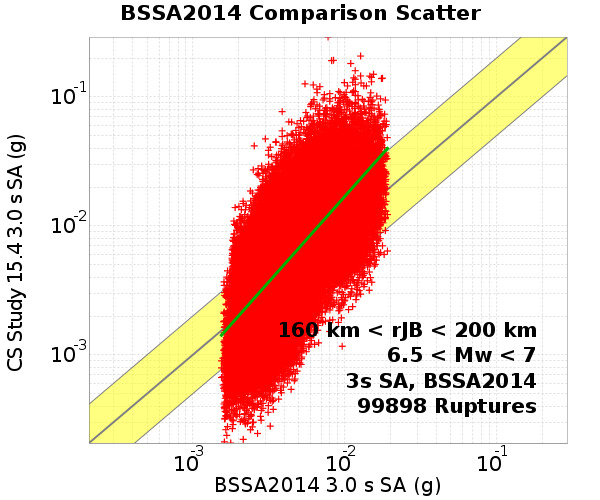 BSSA2014 Comparison Scatter
CS Study 15.4 3.0 s SA (g)
10-1
10-2
10-3
160 km < rJB < 200 km
6.5 < Mw < 7
3s SA, BSSA2014
99898 Ruptures
10-3 10-2 10-1
BSSA2014 3.0 s SA (g)